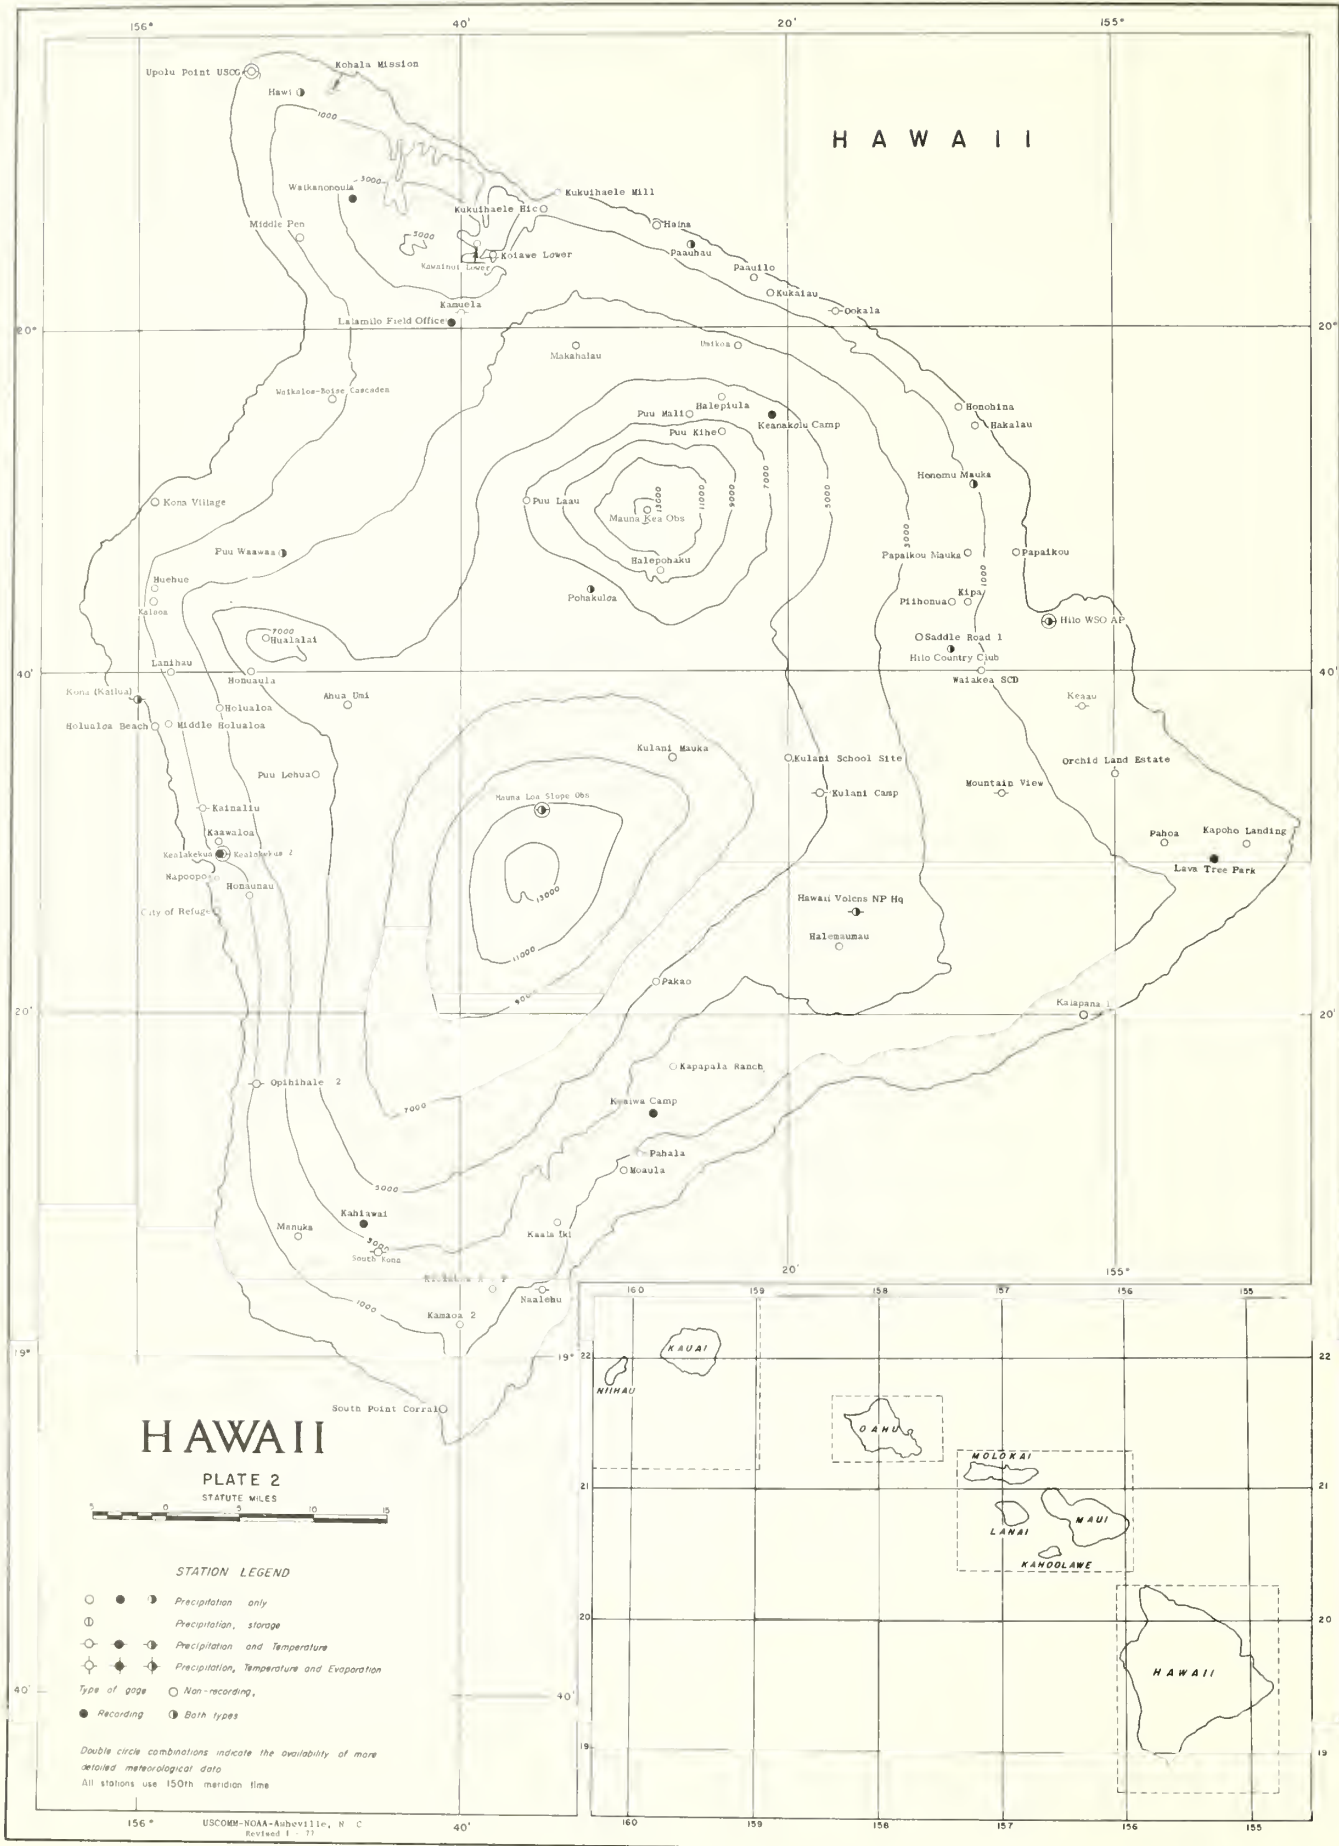 156° 40' 20' 155°
Upolu Point USCG
Kohala Mission
Hawi
1000
HAWAII
Waikanonoula
3000
Kukuihaele Mill
Kukuihaele Hic
Middle Pen
5000
Haina
Koiawe Lower
Paauhau
Kawainui Lower
Paauilo
Kukaiau
Kamuela
Ookala
Lalamilo Field Office
20° 20°
Makahalau
Umikoa
Waikaloa-Boise Cascades
Halepiula
Puu Mali
Keanakolu Camp
Honohina
Puu Kihe
Hakalau
Honomu Mauka
Kona Village
Puu Laau
13000
11000
9000
7000
5000
3000
1000
Mauna Kea Obs
Puu Waawaa
Papaikou Mauka
Papaikou
Halepohaku
Huehue
Pohakuloa
Kipa
Kalaoa
Piihonua
Hilo WSO AP
7000
Hualalai
Saddle Road 1
Hilo Country Club
Lanihau
Honuaula
Waiakea SCD
40' 40'
Kona (Kailua)
Ahua Umi
Keaau
Holualoa
Holualoa Beach
Middle Holualoa
Kulani Mauka
Kulani School Site
Orchid Land Estate
Puu Lehua
Mountain View
Mauna Loa Slope Obs
Kulani Camp
Kainaliu
Kaawaloa
Pahoa
Kapoho Landing
Kealakekua
Kealakekua 2
Lava Tree Park
Napoopoo
Honaunau
13000
Hawaii Volcns NP Hq
City of Refuge
Halemaumau
11000
Pakao
9000
20' 20'
Kalapana 1
Kapapala Ranch
Opihihale 2
7000
Kapaiwa Camp
Pahala
Moaula
5000
Kahiawai
Manuka
Kaala Iki
3000
South Kona
Naalehu
1000
Kamaoa 2
20' 155°
19° 19°
South Point Corral
HAWAII
PLATE 2
STATUTE MILES
5 0 5 10 15
STATION LEGEND
Precipitation only
Precipitation, storage
Precipitation and Temperature
Precipitation, Temperature and Evaporation
Type of gage Non-recording,
Recording Both types
Double circle combinations indicate the availability of more
detailed meteorological data
All stations use 150th meridian time
40' 40'
156° 40'
USCOMM-NOAA-Asheville, N C
Revised 1 - 77
160 159 158 157 156 155
22 22
KAUAI
NIIHAU
OAHU
MOLOKAI
21 21
LANAI
MAUI
KAHOOLAWE
20 20
HAWAII
19 19
160 159 158 157 156 155